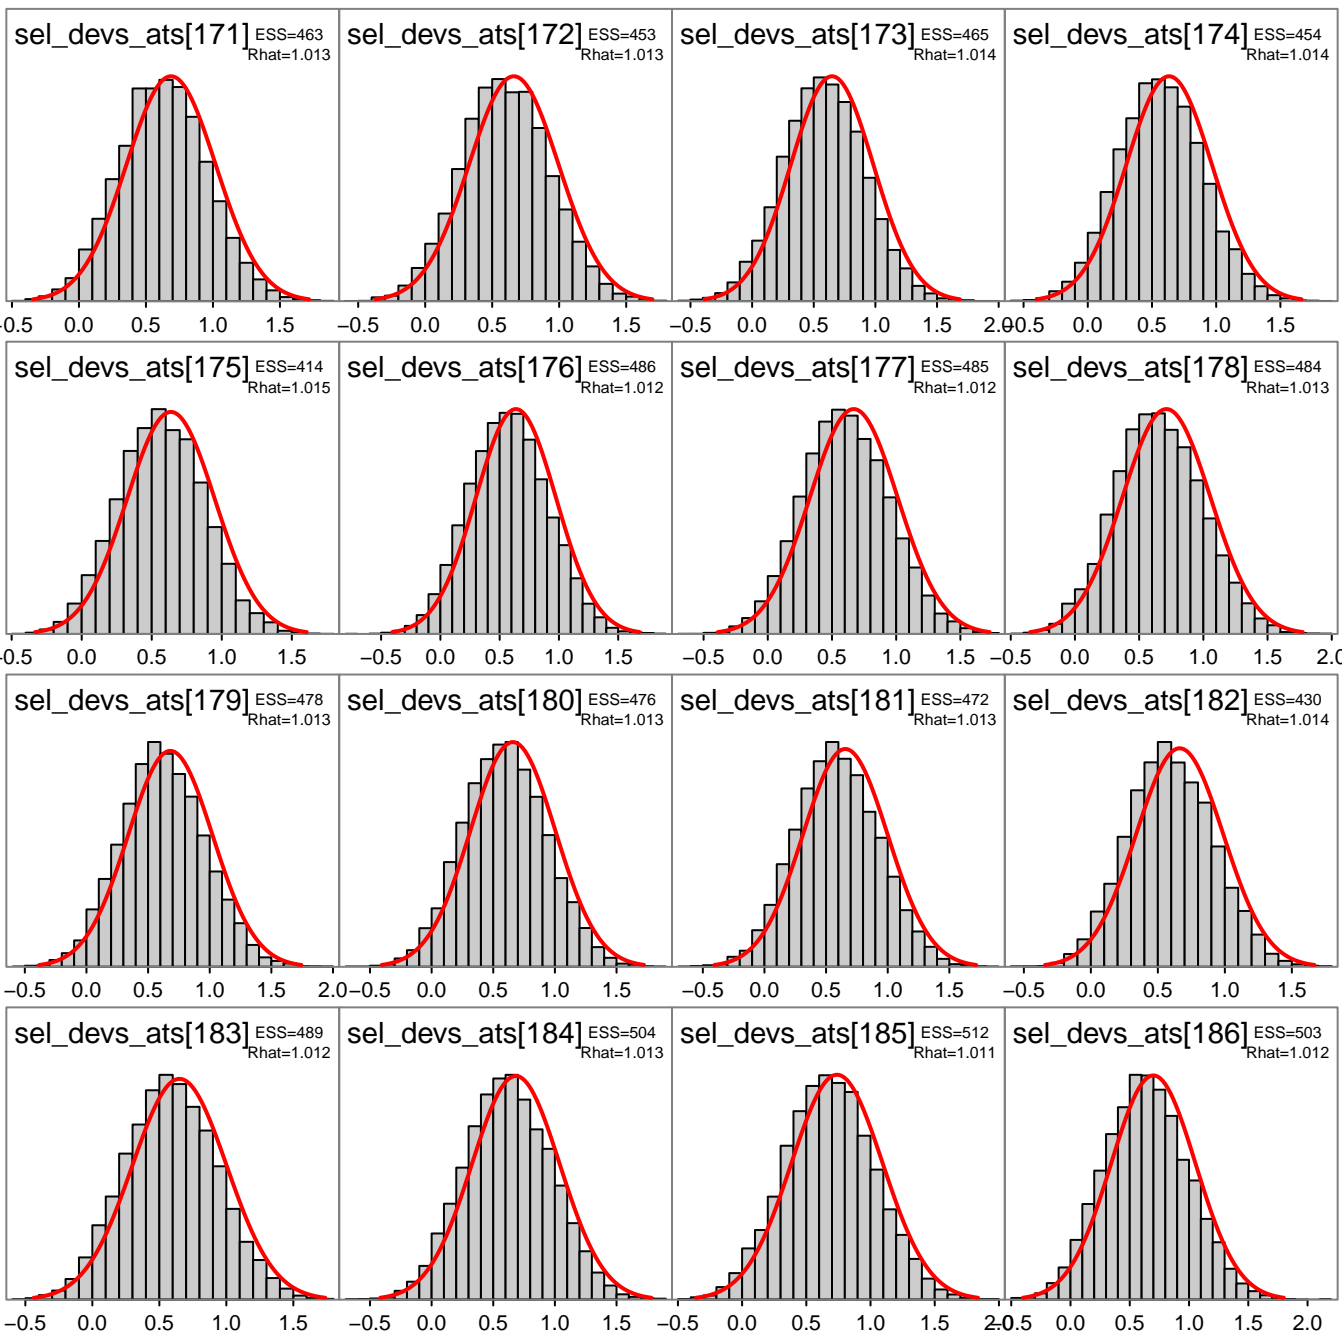 sel_devs_ats[171] ESS=463
Rhat=1.013
sel_devs_ats[172] ESS=453
Rhat=1.013
sel_devs_ats[173] ESS=465
Rhat=1.014
sel_devs_ats[174] ESS=454
Rhat=1.014
−0.5 0.0 0.5 1.0 1.5
−0.5 0.0 0.5 1.0 1.5
−0.5 0.0 0.5 1.0 1.5 2.0
−0.5 0.0 0.5 1.0 1.5
sel_devs_ats[175] ESS=414
Rhat=1.015
sel_devs_ats[176] ESS=486
Rhat=1.012
sel_devs_ats[177] ESS=485
Rhat=1.012
sel_devs_ats[178] ESS=484
Rhat=1.013
−0.5 0.0 0.5 1.0 1.5
−0.5 0.0 0.5 1.0 1.5
−0.5 0.0 0.5 1.0 1.5
−0.5 0.0 0.5 1.0 1.5 2.0
sel_devs_ats[179] ESS=478
Rhat=1.013
sel_devs_ats[180] ESS=476
Rhat=1.013
sel_devs_ats[181] ESS=472
Rhat=1.013
sel_devs_ats[182] ESS=430
Rhat=1.014
−0.5 0.0 0.5 1.0 1.5 2.0
−0.5 0.0 0.5 1.0 1.5
−0.5 0.0 0.5 1.0 1.5
−0.5 0.0 0.5 1.0 1.5
sel_devs_ats[183] ESS=489
Rhat=1.012
sel_devs_ats[184] ESS=504
Rhat=1.013
sel_devs_ats[185] ESS=512
Rhat=1.011
sel_devs_ats[186] ESS=503
Rhat=1.012
−0.5 0.0 0.5 1.0 1.5
−0.5 0.0 0.5 1.0 1.5
−0.5 0.0 0.5 1.0 1.5 2.0
−0.5 0.0 0.5 1.0 1.5 2.0